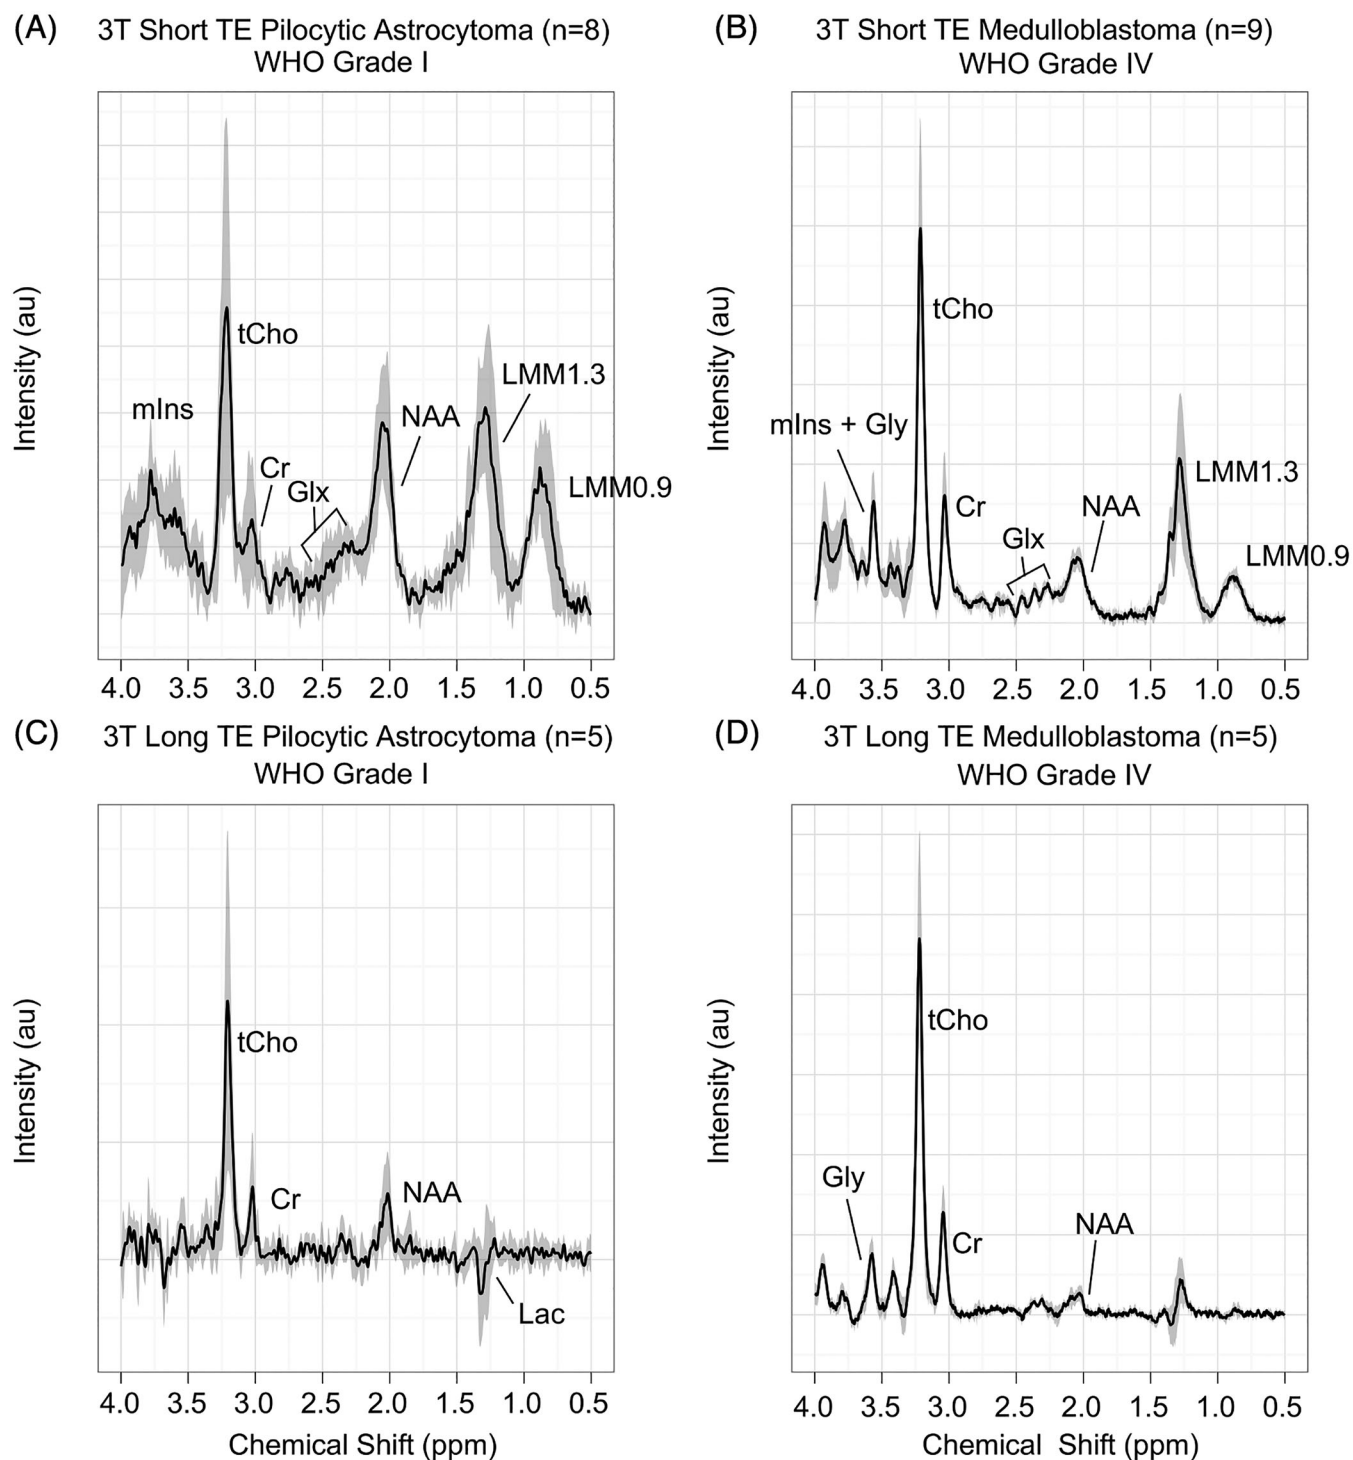 (A) 3T Short TE Pilocytic Astrocytoma (n=8)
WHO Grade I
Intensity (au)
tCho
mIns
Cr
Glx
NAA
LMM1.3
LMM0.9
4.0 3.5 3.0 2.5 2.0 1.5 1.0 0.5
(B) 3T Short TE Medulloblastoma (n=9)
WHO Grade IV
Intensity (au)
tCho
mIns + Gly
Cr
Glx
NAA
LMM1.3
LMM0.9
4.0 3.5 3.0 2.5 2.0 1.5 1.0 0.5
(C) 3T Long TE Pilocytic Astrocytoma (n=5)
WHO Grade I
Intensity (au)
tCho
Cr
NAA
Lac
4.0 3.5 3.0 2.5 2.0 1.5 1.0 0.5
Chemical Shift (ppm)
(D) 3T Long TE Medulloblastoma (n=5)
WHO Grade IV
Intensity (au)
tCho
Gly
Cr
NAA
4.0 3.5 3.0 2.5 2.0 1.5 1.0 0.5
Chemical Shift (ppm)